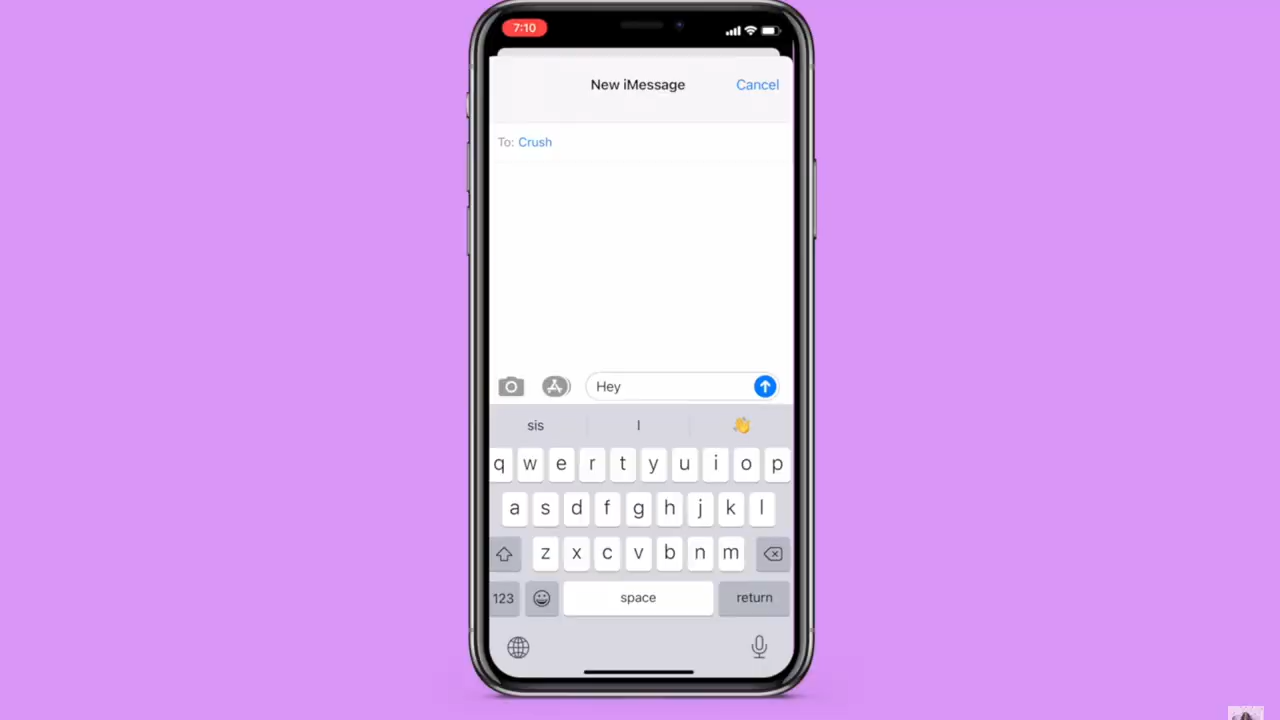 7:10
New iMessage Cancel
To: Crush
Hey
sis I 👋
q w e r t y u i o p
a s d f g h j k l
z x c v b n m
123 space return